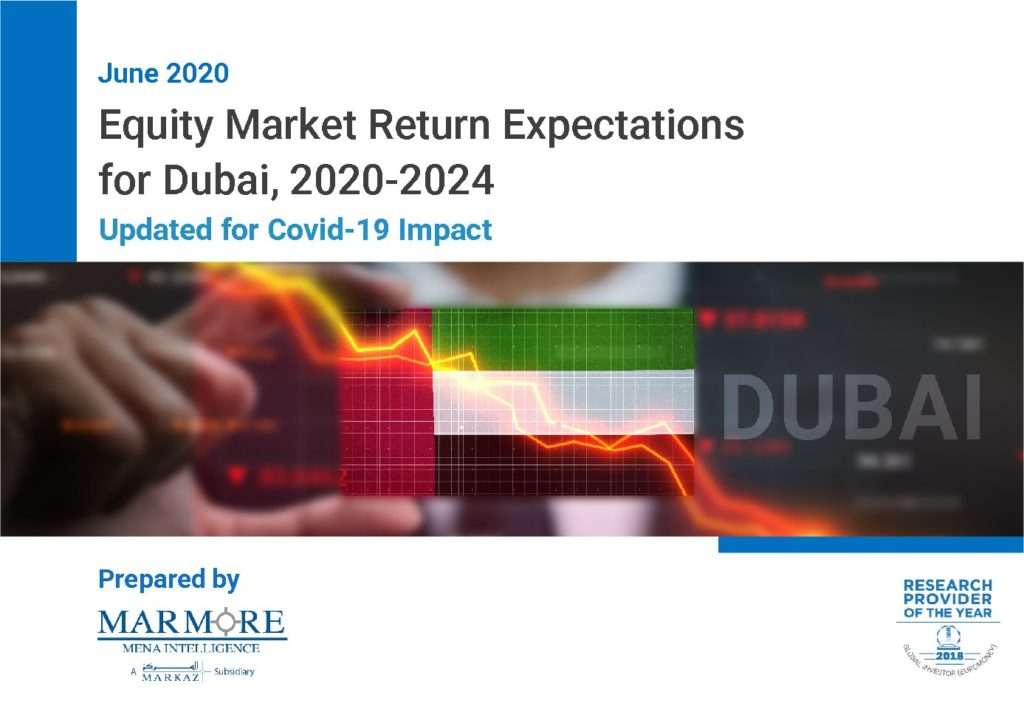 June 2020
Equity Market Return Expectations
for Dubai, 2020-2024
Updated for Covid-19 Impact
DUBAI
Prepared by
MARMORE
MENA INTELLIGENCE
A المركز MARKAZ Subsidiary
RESEARCH
PROVIDER
OF THE YEAR
2018
GLOBAL INVESTOR (EUROMONEY)